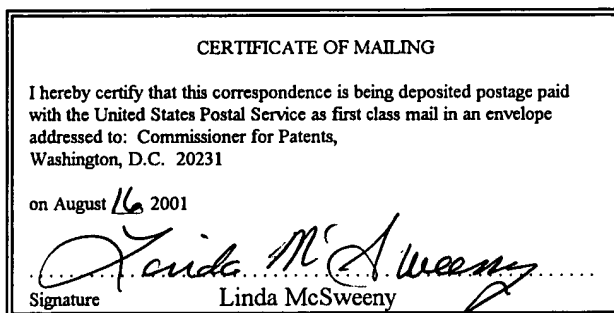 CERTIFICATE OF MAILING
I hereby certify that this correspondence is being deposited postage paid
with the United States Postal Service as first class mail in an envelope
addressed to: Commissioner for Patents,
Washington, D.C. 20231
on August 16 2001
Linda McSweeny
Signature Linda McSweeny